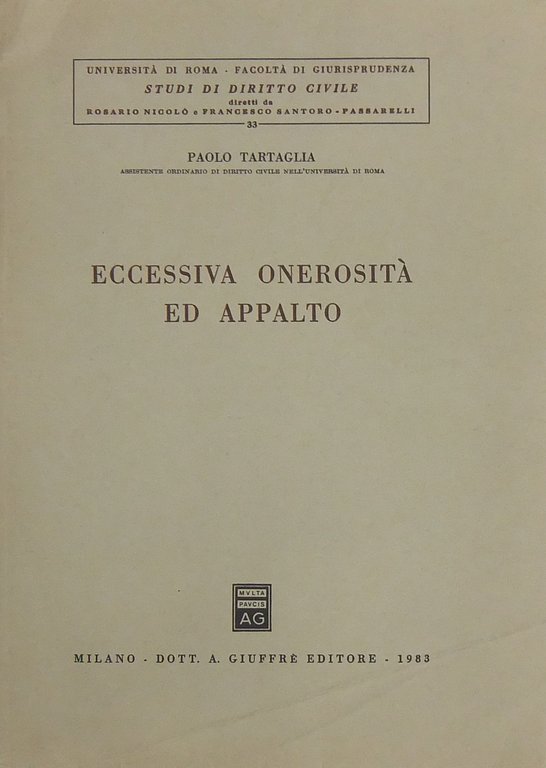 UNIVERSITÀ DI ROMA - FACOLTÀ DI GIURISPRUDENZA
STUDI DI DIRITTO CIVILE
diretti da
ROSARIO NICOLÒ e FRANCESCO SANTORO-PASSARELLI
33
PAOLO TARTAGLIA
ASSISTENTE ORDINARIO DI DIRITTO CIVILE NELL'UNIVERSITÀ DI ROMA
ECCESSIVA ONEROSITÀ
ED APPALTO
MVLTA
PAVCIS
AG
MILANO - DOTT. A. GIUFFRÈ EDITORE - 1983